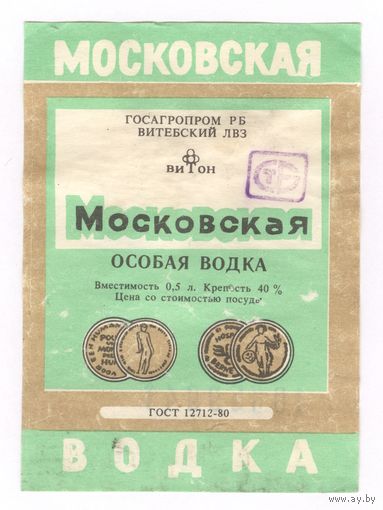 МОСКОВСКАЯ
ГОСАГРОПРОМ РБ
ВИТЕБСКИЙ ЛВЗ
ВИТОН
МОСКОВСКАЯ
ОСОБАЯ ВОДКА
Вместимость 0,5 л. Крепость 40 %
Цена со стоимостью посуды
ГОСТ 12712-80
ВОДКА
www.ay.by